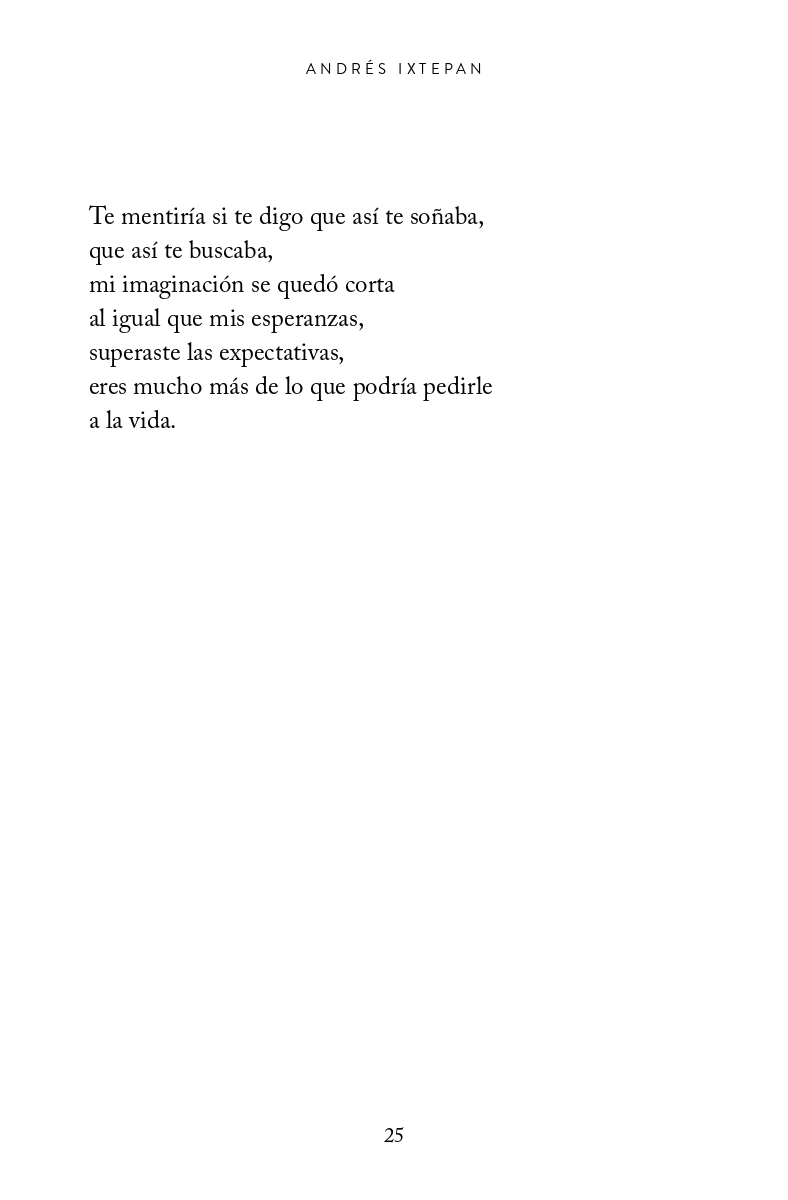 ANDRÉS IXTEPAN
Te mentiría si te digo que así te soñaba,
que así te buscaba,
mi imaginación se quedó corta
al igual que mis esperanzas,
superaste las expectativas,
eres mucho más de lo que podría pedirle
a la vida.
25